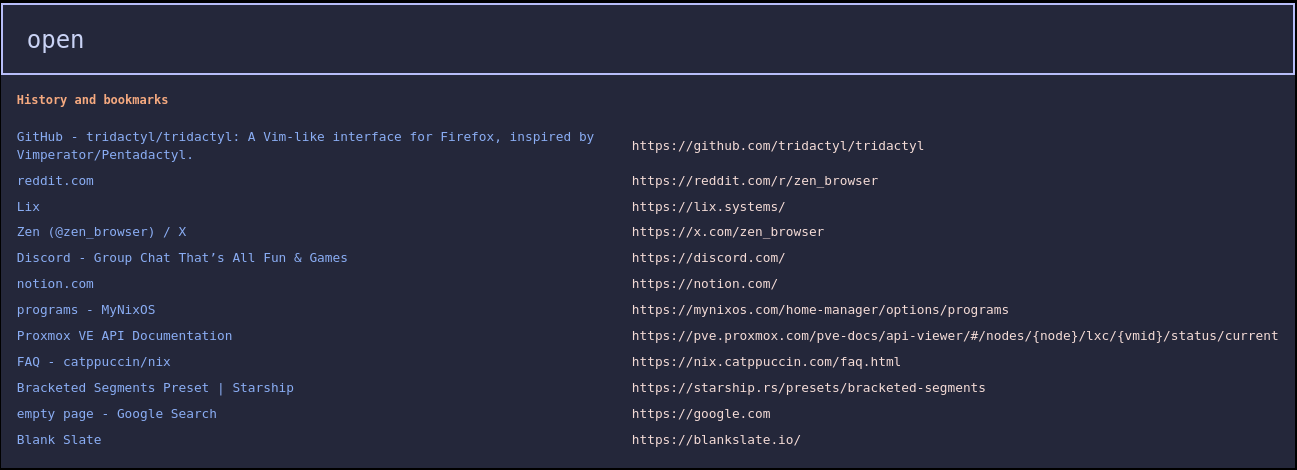 open
History and bookmarks
GitHub - tridactyl/tridactyl: A Vim-like interface for Firefox, inspired by
Vimperator/Pentadactyl.
https://github.com/tridactyl/tridactyl
reddit.com https://reddit.com/r/zen_browser
Lix https://lix.systems/
Zen (@zen_browser) / X https://x.com/zen_browser
Discord - Group Chat That’s All Fun & Games https://discord.com/
notion.com https://notion.com/
programs - MyNixOS https://mynixos.com/home-manager/options/programs
Proxmox VE API Documentation https://pve.proxmox.com/pve-docs/api-viewer/#/nodes/{node}/lxc/{vmid}/status/current
FAQ - catppuccin/nix https://nix.catppuccin.com/faq.html
Bracketed Segments Preset | Starship https://starship.rs/presets/bracketed-segments
empty page - Google Search https://google.com
Blank Slate https://blankslate.io/